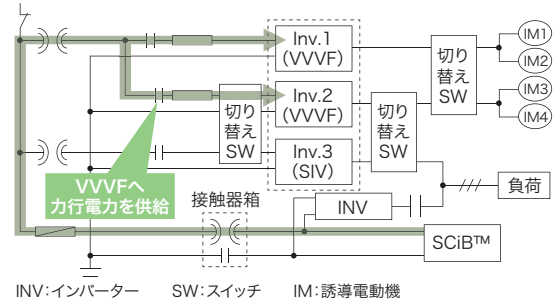 Inv.1
(VVVF)
切り
替え
SW
IM1
IM2
IM3
IM4
Inv.2
(VVVF)
切り
替え
SW
切り
替え
SW
Inv.3
(SIV)
VVVFへ
力行電力を供給
接触器箱
INV
負荷
SCiB™
INV：インバーター SW：スイッチ IM：誘導電動機